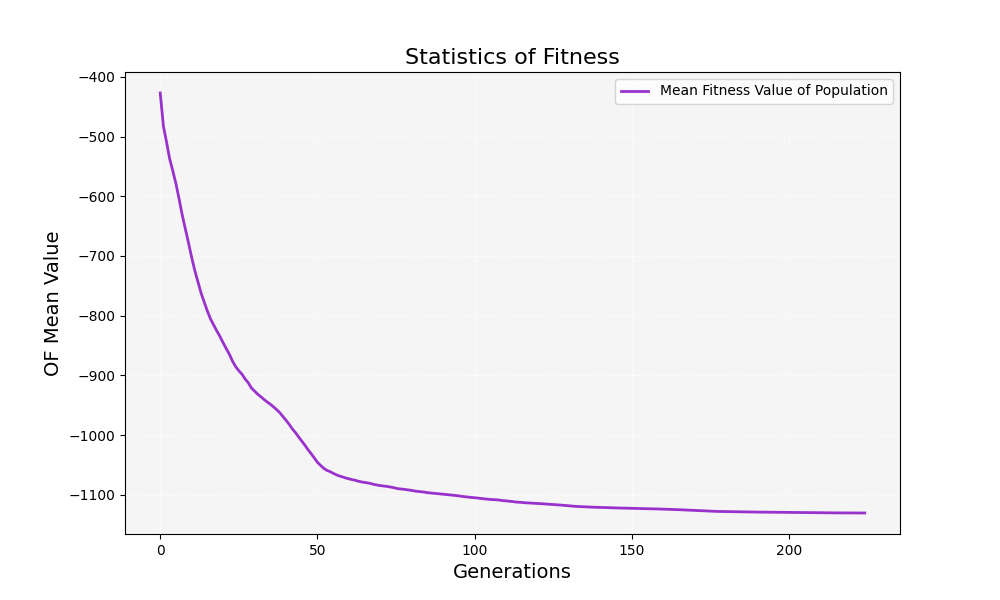 Statistics of Fitness
Mean Fitness Value of Population
OF Mean Value
−400
−500
−600
−700
−800
−900
−1000
−1100
0 50 100 150 200
Generations